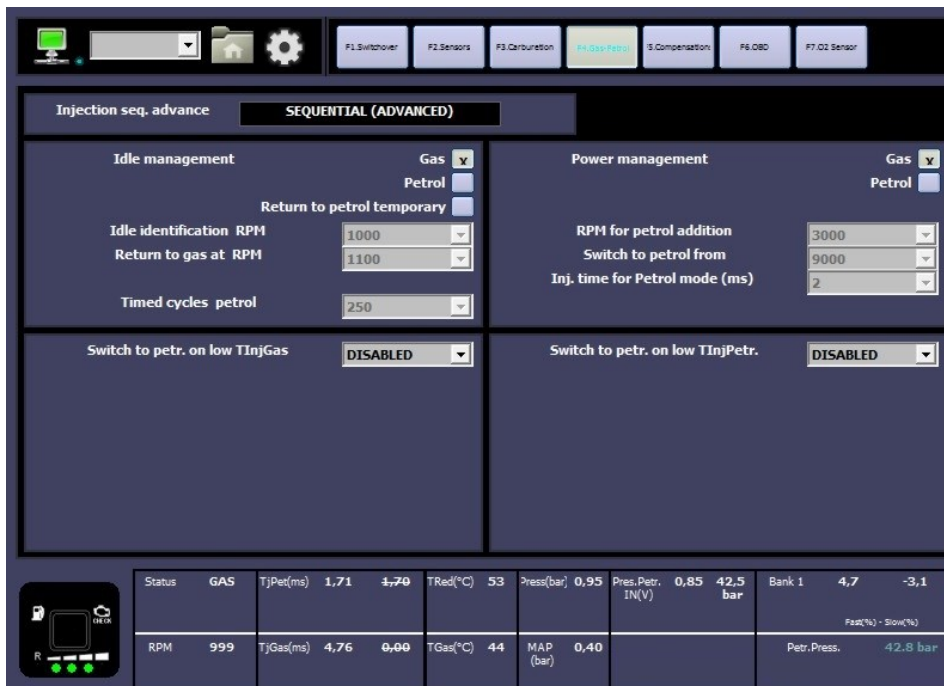 F1.Switchover F2.Sensors F3.Carburetion F4.Gas-Petrol !5.Compensation: F6.OBD F7.O2 Sensor
Injection seq. advance SEQUENTIAL (ADVANCED)
Idle management Gas x
Petrol
Return to petrol temporary
Idle identification RPM 1000
Return to gas at RPM 1100
Timed cycles petrol 250
Power management Gas x
Petrol
RPM for petrol addition 3000
Switch to petrol from 9000
Inj. time for Petrol mode (ms) 2
Switch to petr. on low TInjGas DISABLED
Switch to petr. on low TInjPetr. DISABLED
CHECK
R
Status GAS TjPet(ms) 1,71 1,70 TRed(°C) 53 Press(bar) 0,95 Pres.Petr. 0,85 42,5 Bank 1 4,7 -3,1
IN(V) bar
Fast(%) - Slow(%)
RPM 999 TjGas(ms) 4,76 0,00 TGas(°C) 44 MAP 0,40 Petr.Press. 42.8 bar
(bar)